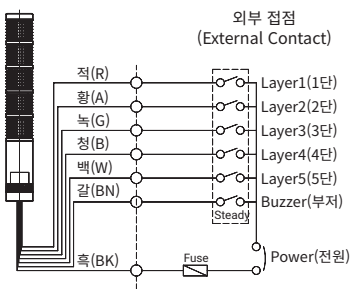 외부 접점
(External Contact)
적(R)
Layer1(1단)
황(A)
Layer2(2단)
녹(G)
Layer3(3단)
청(B)
Layer4(4단)
백(W)
Layer5(5단)
갈(BN)
Buzzer(부저)
Steady
흑(BK)
Fuse
Power(전원)